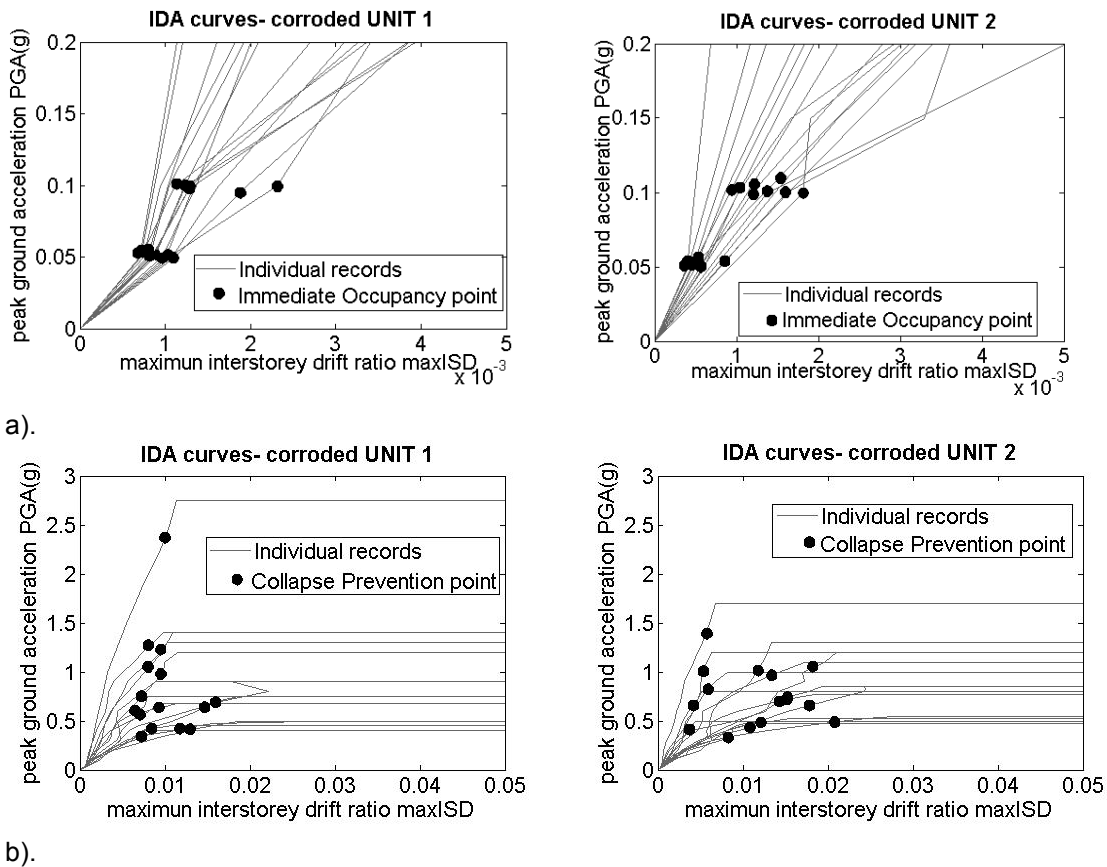 IDA curves- corroded UNIT 1
peak ground acceleration PGA(g)
0.2
0.15
0.1
0.05
0
Individual records
Immediate Occupancy point
0 1 2 3 4 5
maximun interstorey drift ratio maxISD
x 10-3
IDA curves- corroded UNIT 2
peak ground acceleration PGA(g)
0.2
0.15
0.1
0.05
0
Individual records
Immediate Occupancy point
0 1 2 3 4 5
maximun interstorey drift ratio maxISD
x 10-3
a).
IDA curves- corroded UNIT 1
peak ground acceleration PGA(g)
3
2.5
2
1.5
1
0.5
0
Individual records
Collapse Prevention point
0 0.01 0.02 0.03 0.04 0.05
maximun interstorey drift ratio maxISD
IDA curves- corroded UNIT 2
peak ground acceleration PGA(g)
3
2.5
2
1.5
1
0.5
0
Individual records
Collapse Prevention point
0 0.01 0.02 0.03 0.04 0.05
maximun interstorey drift ratio maxISD
b).